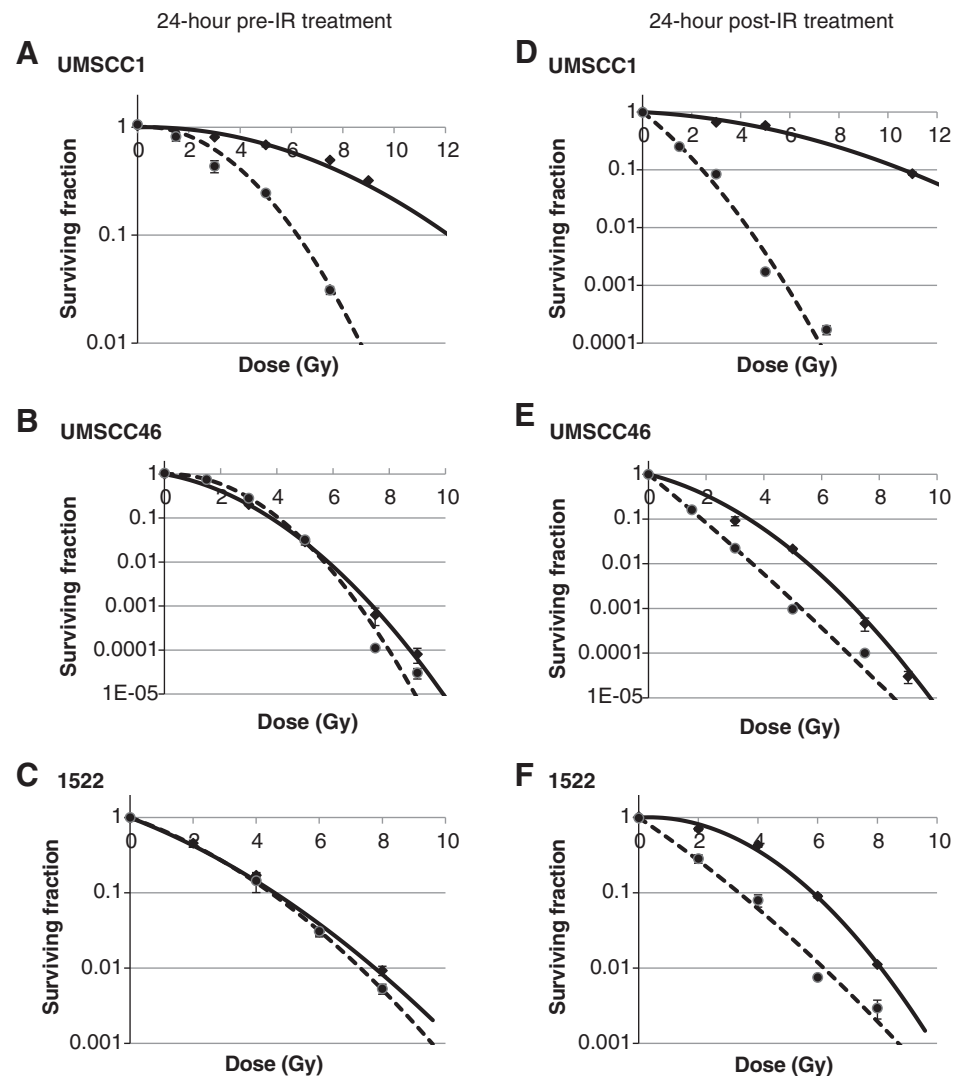 24-hour pre-IR treatment
24-hour post-IR treatment
A UMSCC1
Surviving fraction
1
0.1
0.01
0 2 4 6 8 10 12
Dose (Gy)
D UMSCC1
Surviving fraction
1
0.1
0.01
0.001
0.0001
0 2 4 6 8 10 12
Dose (Gy)
B UMSCC46
Surviving fraction
1
0.1
0.01
0.001
0.0001
1E-05
0 2 4 6 8 10
Dose (Gy)
E UMSCC46
Surviving fraction
1
0.1
0.01
0.001
0.0001
1E-05
0 2 4 6 8 10
Dose (Gy)
C 1522
Surviving fraction
1
0.1
0.01
0.001
0 2 4 6 8 10
Dose (Gy)
F 1522
Surviving fraction
1
0.1
0.01
0.001
0 2 4 6 8 10
Dose (Gy)